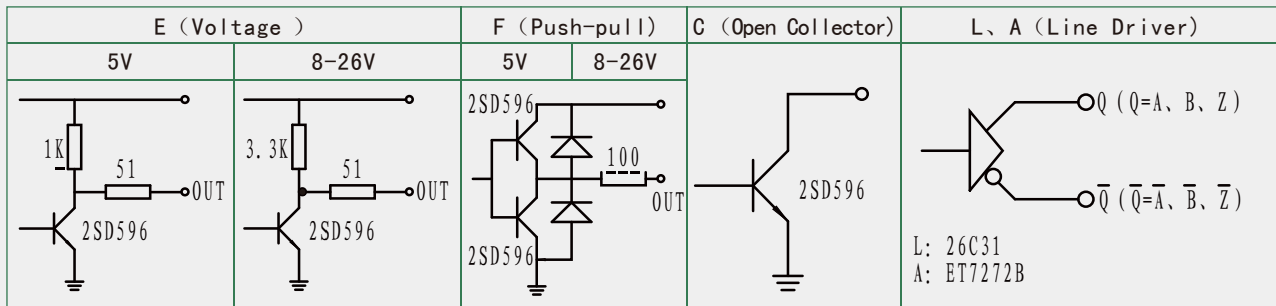 E（Voltage ）
F（Push-pull）
C（Open Collector）
L、A（Line Driver）
5V
8-26V
5V
8-26V
1K
51
OUT
2SD596
3.3K
51
OUT
2SD596
2SD596
100
OUT
2SD596
2SD596
Q（Q=A、B、Z）
Q̅（Q̅=A̅、B̅、Z̅）
L: 26C31
A: ET7272B